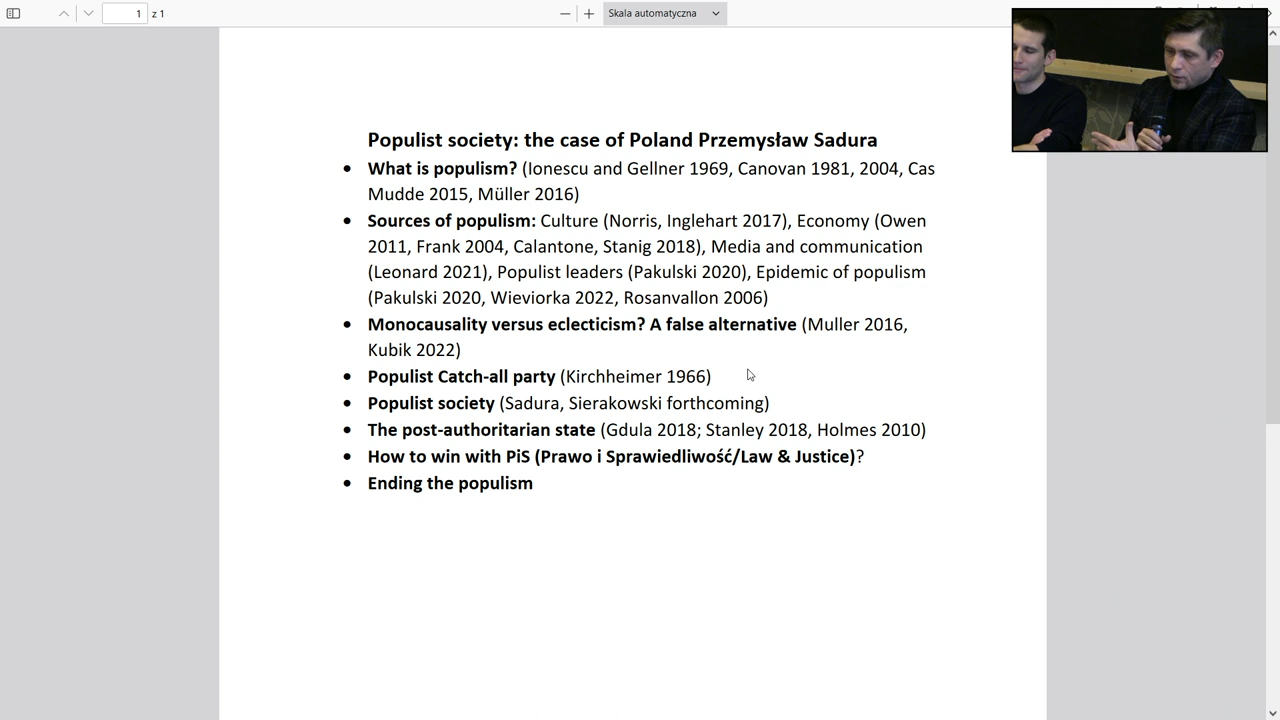 1 z 1
Skala automatyczna
Populist society: the case of Poland Przemysław Sadura
• What is populism? (Ionescu and Gellner 1969, Canovan 1981, 2004, Cas
Mudde 2015, Müller 2016)
• Sources of populism: Culture (Norris, Inglehart 2017), Economy (Owen
2011, Frank 2004, Calantone, Stanig 2018), Media and communication
(Leonard 2021), Populist leaders (Pakulski 2020), Epidemic of populism
(Pakulski 2020, Wieviorka 2022, Rosanvallon 2006)
• Monocausality versus eclecticism? A false alternative (Muller 2016,
Kubik 2022)
• Populist Catch-all party (Kirchheimer 1966)
• Populist society (Sadura, Sierakowski forthcoming)
• The post-authoritarian state (Gdula 2018; Stanley 2018, Holmes 2010)
• How to win with PiS (Prawo i Sprawiedliwość/Law & Justice)?
• Ending the populism